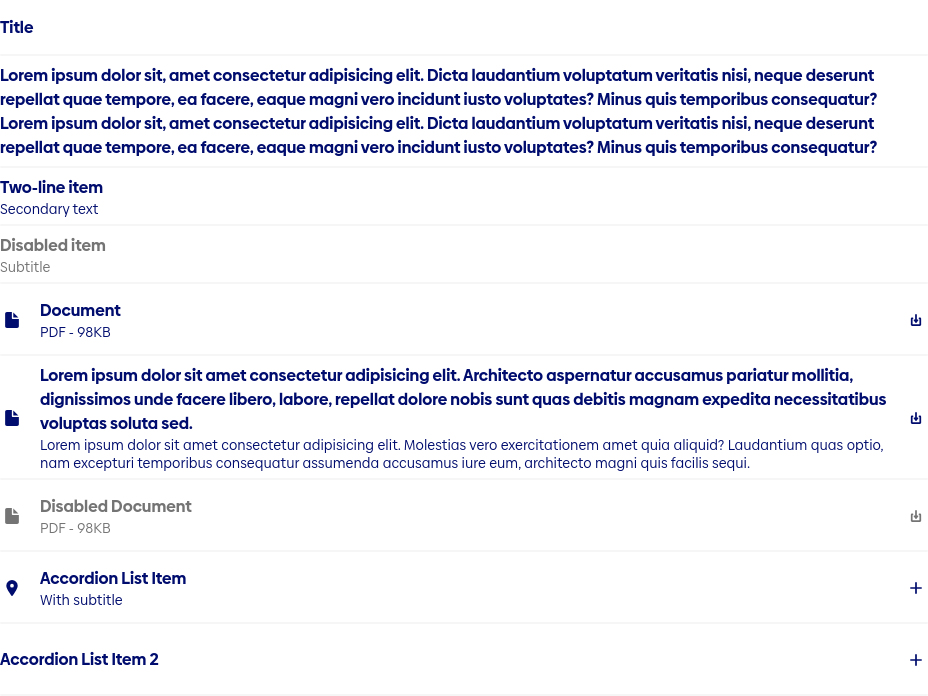 Title
Lorem ipsum dolor sit, amet consectetur adipisicing elit. Dicta laudantium voluptatum veritatis nisi, neque deserunt
repellat quae tempore, ea facere, eaque magni vero incidunt iusto voluptates? Minus quis temporibus consequatur?
Lorem ipsum dolor sit, amet consectetur adipisicing elit. Dicta laudantium voluptatum veritatis nisi, neque deserunt
repellat quae tempore, ea facere, eaque magni vero incidunt iusto voluptates? Minus quis temporibus consequatur?
Two-line item
Secondary text
Disabled item
Subtitle
Document
PDF - 98KB
Lorem ipsum dolor sit amet consectetur adipisicing elit. Architecto aspernatur accusamus pariatur mollitia,
dignissimos unde facere libero, labore, repellat dolore nobis sunt quas debitis magnam expedita necessitatibus
voluptas soluta sed.
Lorem ipsum dolor sit amet consectetur adipisicing elit. Molestias vero exercitationem amet quia aliquid? Laudantium quas optio,
nam excepturi temporibus consequatur assumenda accusamus iure eum, architecto magni quis facilis sequi.
Disabled Document
PDF - 98KB
Accordion List Item
With subtitle
Accordion List Item 2